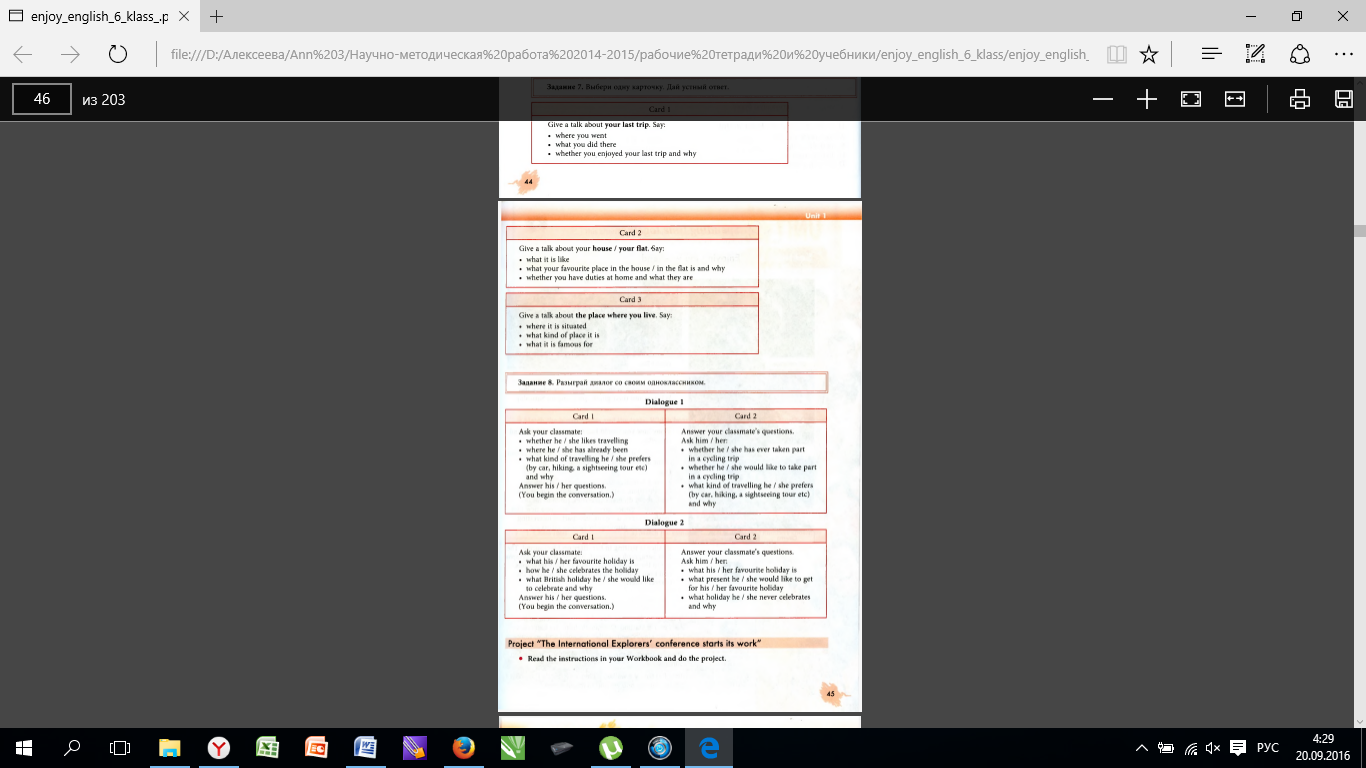 enjoy_english_6_klass_.p
file:///D:/Алексеева/Ann%203/Научно-методическая%20работа%202014-2015/рабочие%20тетради%20и%20учебники/enjoy_english_6_klass/enjoy_english_
46 из 203
Задание 7. Выбери одну карточку. Дай устный ответ.
Card 1
Give a talk about your last trip. Say:
• where you went
• what you did there
• whether you enjoyed your last trip and why
44
Unit 1
Card 2
Give a talk about your house / your flat. Say:
• what it is like
• what your favourite place in the house / in the flat is and why
• whether you have duties at home and what they are
Card 3
Give a talk about the place where you live. Say:
• where it is situated
• what kind of place it is
• what it is famous for
Задание 8. Разыграй диалог со своим одноклассником.
Dialogue 1
Card 1
Ask your classmate:
• whether he / she likes travelling
• where he / she has already been
• what kind of travelling he / she prefers
(by car, hiking, a sightseeing tour etc)
and why
Answer his / her questions.
(You begin the conversation.)
Card 2
Answer your classmate's questions.
Ask him / her:
• whether he / she has ever taken part
in a cycling trip
• whether he / she would like to take part
in a cycling trip
• what kind of travelling he / she prefers
(by car, hiking, a sightseeing tour etc)
and why
Dialogue 2
Card 1
Ask your classmate:
• what his / her favourite holiday is
• how he / she celebrates the holiday
• what British holiday he / she would like
to celebrate and why
Answer his / her questions.
(You begin the conversation.)
Card 2
Answer your classmate's questions.
Ask him / her:
• what his / her favourite holiday is
• what present he / she would like to get
for his / her favourite holiday
• what holiday he / she never celebrates
and why
Project "The International Explorers' conference starts its work"
• Read the instructions in your Workbook and do the project.
45
РУС
4:29
20.09.2016